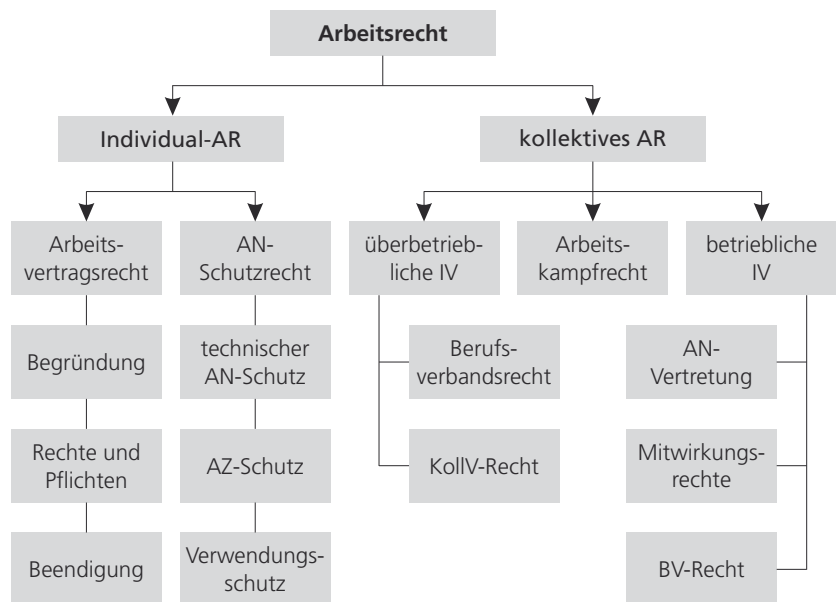 Arbeitsrecht
Individual-AR
kollektives AR
Arbeits-
vertragsrecht
AN-
Schutzrecht
überbetrieb-
liche IV
Arbeits-
kampfrecht
betriebliche
IV
Begründung
technischer
AN-Schutz
Berufs-
verbandsrecht
AN-
Vertretung
Rechte und
Pflichten
AZ-Schutz
KollV-Recht
Mitwirkungs-
rechte
Beendigung
Verwendungs-
schutz
BV-Recht